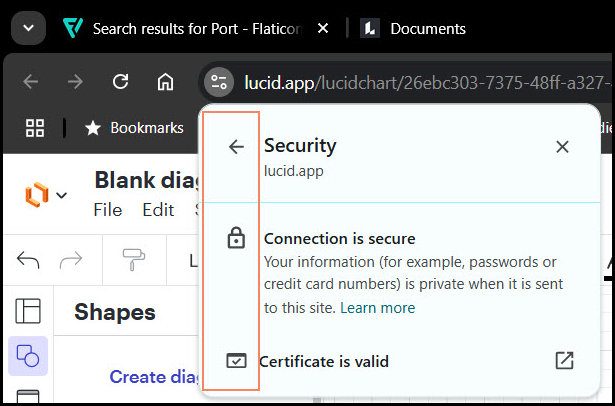 Search results for Port - Flaticon
Documents
lucid.app/lucidchart/26ebc303-7375-48ff-a327-
Bookmarks
Security
lucid.app
Blank dia
File Edit
Connection is secure
Your information (for example, passwords or
credit card numbers) is private when it is sent
to this site. Learn more
Shapes
Certificate is valid
Create dia